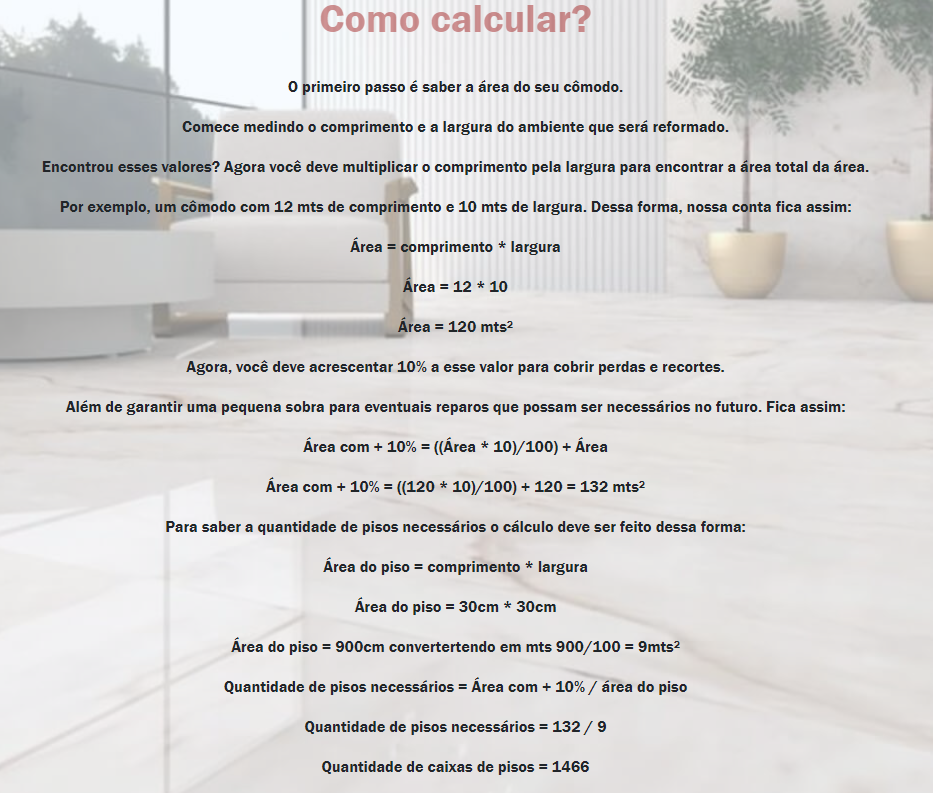 Como calcular?
O primeiro passo é saber a área do seu cômodo.
Comece medindo o comprimento e a largura do ambiente que será reformado.
Encontrou esses valores? Agora você deve multiplicar o comprimento pela largura para encontrar a área total da área.
Por exemplo, um cômodo com 12 mts de comprimento e 10 mts de largura. Dessa forma, nossa conta fica assim:
Área = comprimento * largura
Área = 12 * 10
Área = 120 mts²
Agora, você deve acrescentar 10% a esse valor para cobrir perdas e recortes.
Além de garantir uma pequena sobra para eventuais reparos que possam ser necessários no futuro. Fica assim:
Área com + 10% = ((Área * 10)/100) + Área
Área com + 10% = ((120 * 10)/100) + 120 = 132 mts²
Para saber a quantidade de pisos necessários o cálculo deve ser feito dessa forma:
Área do piso = comprimento * largura
Área do piso = 30cm * 30cm
Área do piso = 900cm convertertendo em mts 900/100 = 9mts²
Quantidade de pisos necessários = Área com + 10% / área do piso
Quantidade de pisos necessários = 132 / 9
Quantidade de caixas de pisos = 1466